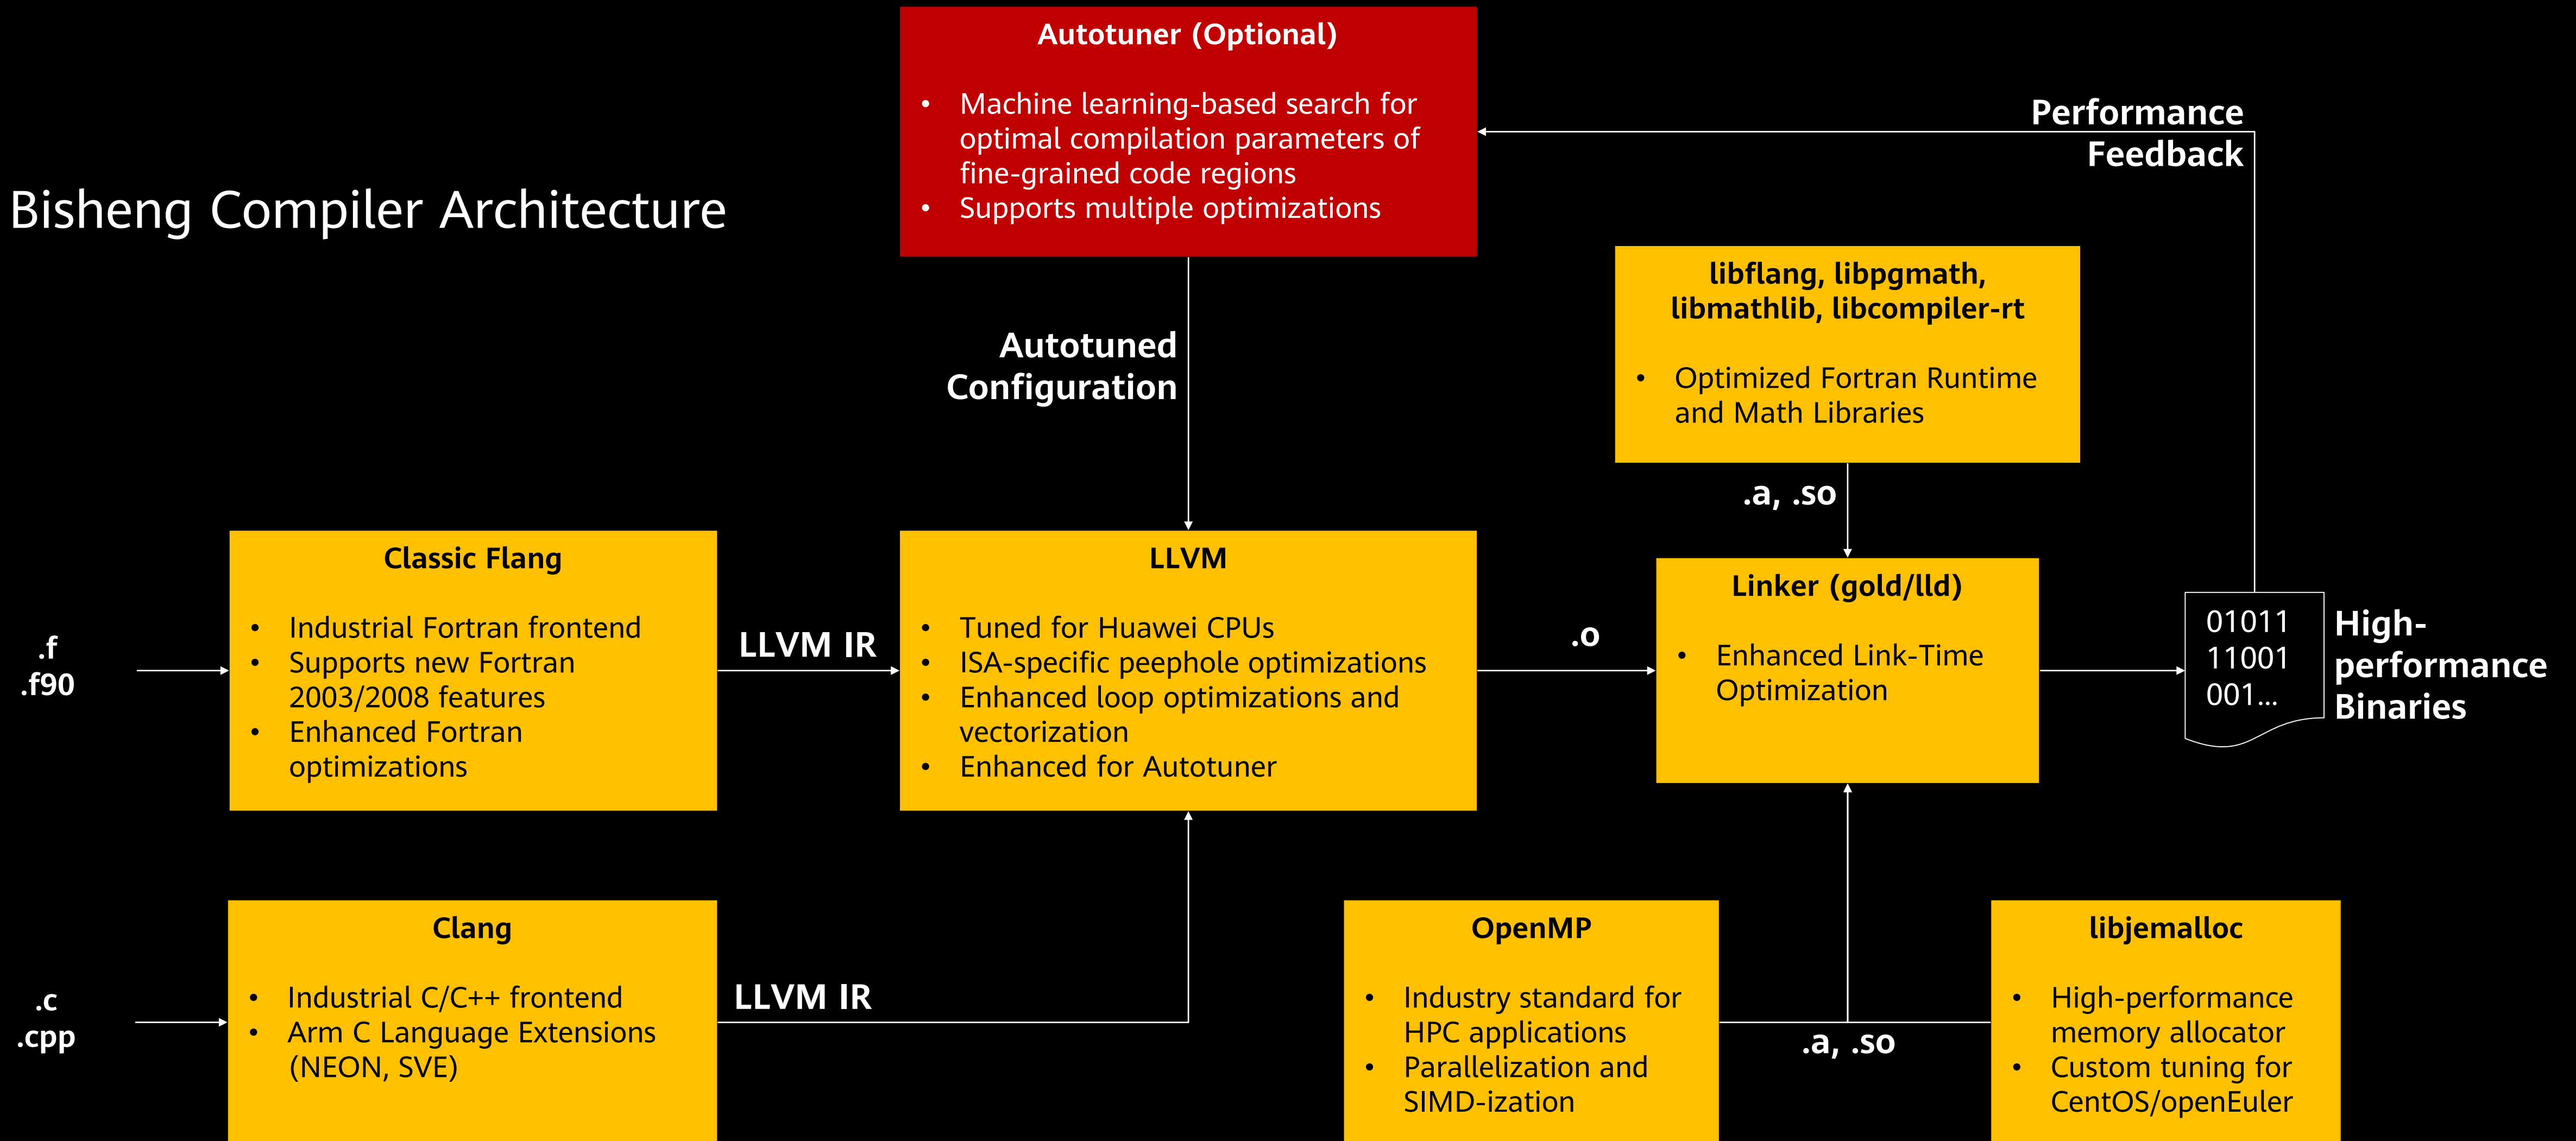 Autotuner (Optional)
• Machine learning-based search for
optimal compilation parameters of
fine-grained code regions
• Supports multiple optimizations
Performance
Feedback
Bisheng Compiler Architecture
libflang, libpgmath,
libmathlib, libcompiler-rt
• Optimized Fortran Runtime
and Math Libraries
Autotuned
Configuration
.a, .so
.f
.f90
Classic Flang
• Industrial Fortran frontend
• Supports new Fortran
2003/2008 features
• Enhanced Fortran
optimizations
LLVM IR
LLVM
• Tuned for Huawei CPUs
• ISA-specific peephole optimizations
• Enhanced loop optimizations and
vectorization
• Enhanced for Autotuner
.o
Linker (gold/lld)
• Enhanced Link-Time
Optimization
01011
11001
001...
High-
performance
Binaries
.c
.cpp
Clang
• Industrial C/C++ frontend
• Arm C Language Extensions
(NEON, SVE)
LLVM IR
OpenMP
• Industry standard for
HPC applications
• Parallelization and
SIMD-ization
.a, .so
libjemalloc
• High-performance
memory allocator
• Custom tuning for
CentOS/openEuler